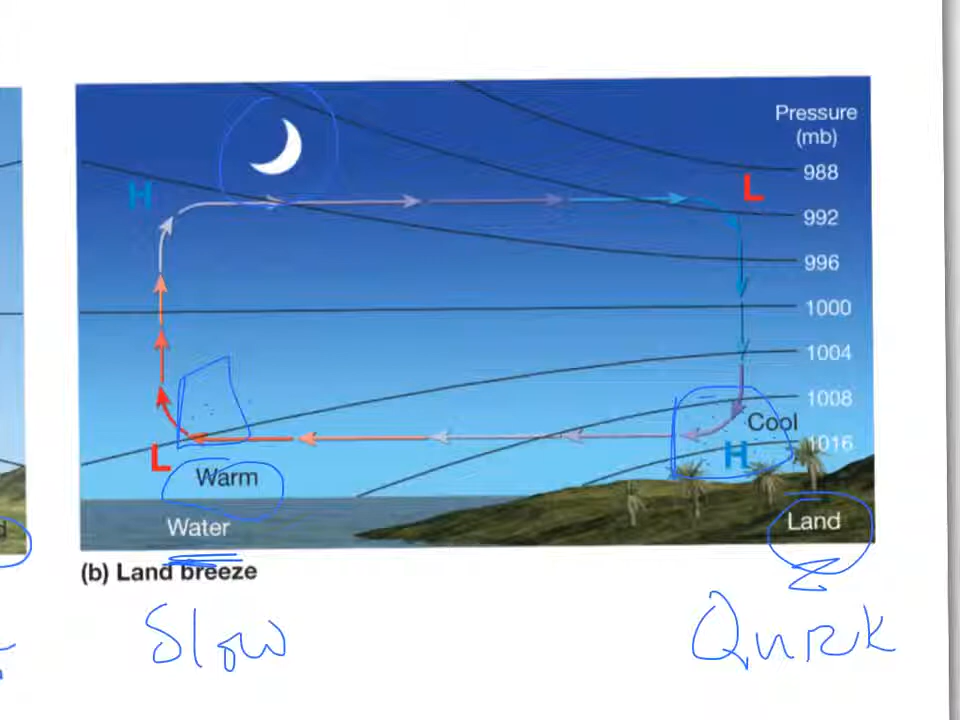 Pressure
(mb)
988
H
L
992
996
1000
1004
1008
Cool
1016
L
H
Warm
Water
Land
d
(b) Land breeze
Slow
Quick